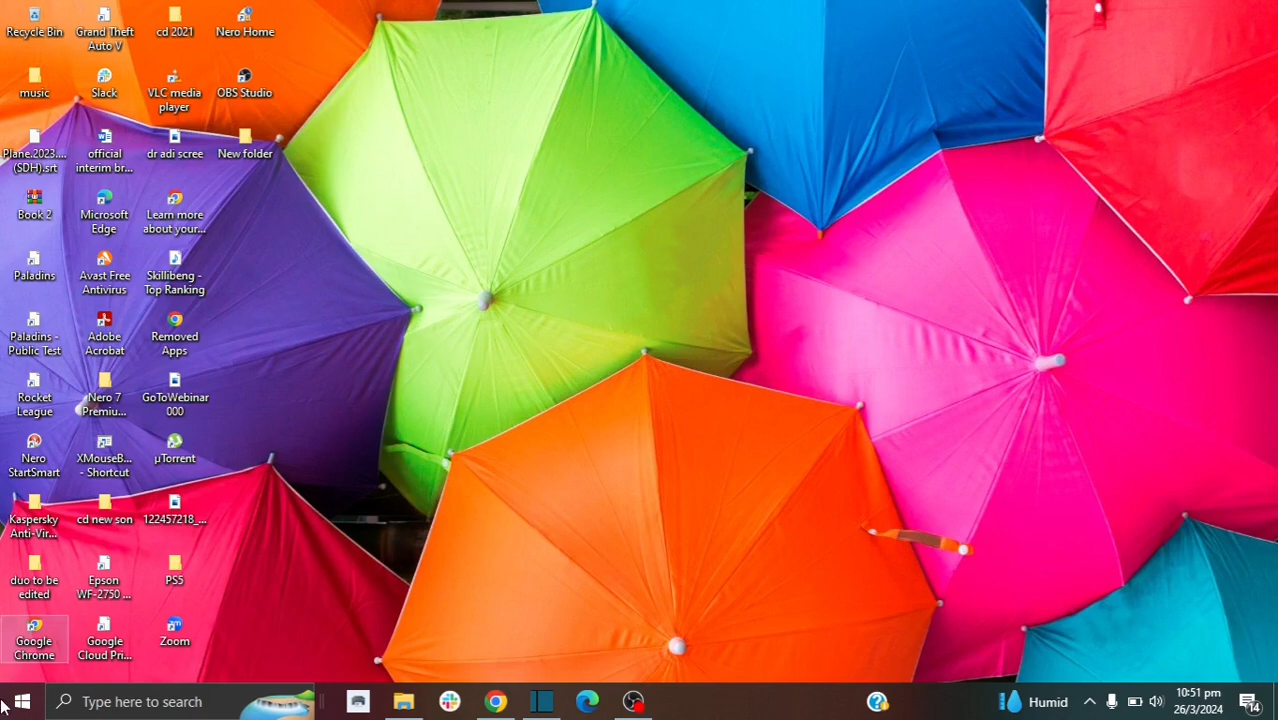 Recycle Bin
Grand Theft
Auto V
cd 2021
Nero Home
music
Slack
VLC media
player
OBS Studio
Plane.2023....
(SDH).srt
official
interim br...
dr adi scree
New folder
Book 2
Microsoft
Edge
Learn more
about your...
Paladins
Avast Free
Antivirus
Skillibeng -
Top Ranking
Paladins -
Public Test
Adobe
Acrobat
Removed
Apps
Rocket
League
Nero 7
Premiu...
GoToWebinar
000
Nero
StartSmart
XMouseB...
- Shortcut
µTorrent
Kaspersky
Anti-Vir...
cd new son
122457218_...
duo to be
edited
Epson
WF-2750 ...
PS5
Google
Chrome
Google
Cloud Pri...
Zoom
Type here to search
Humid
10:51 pm
26/3/2024
14